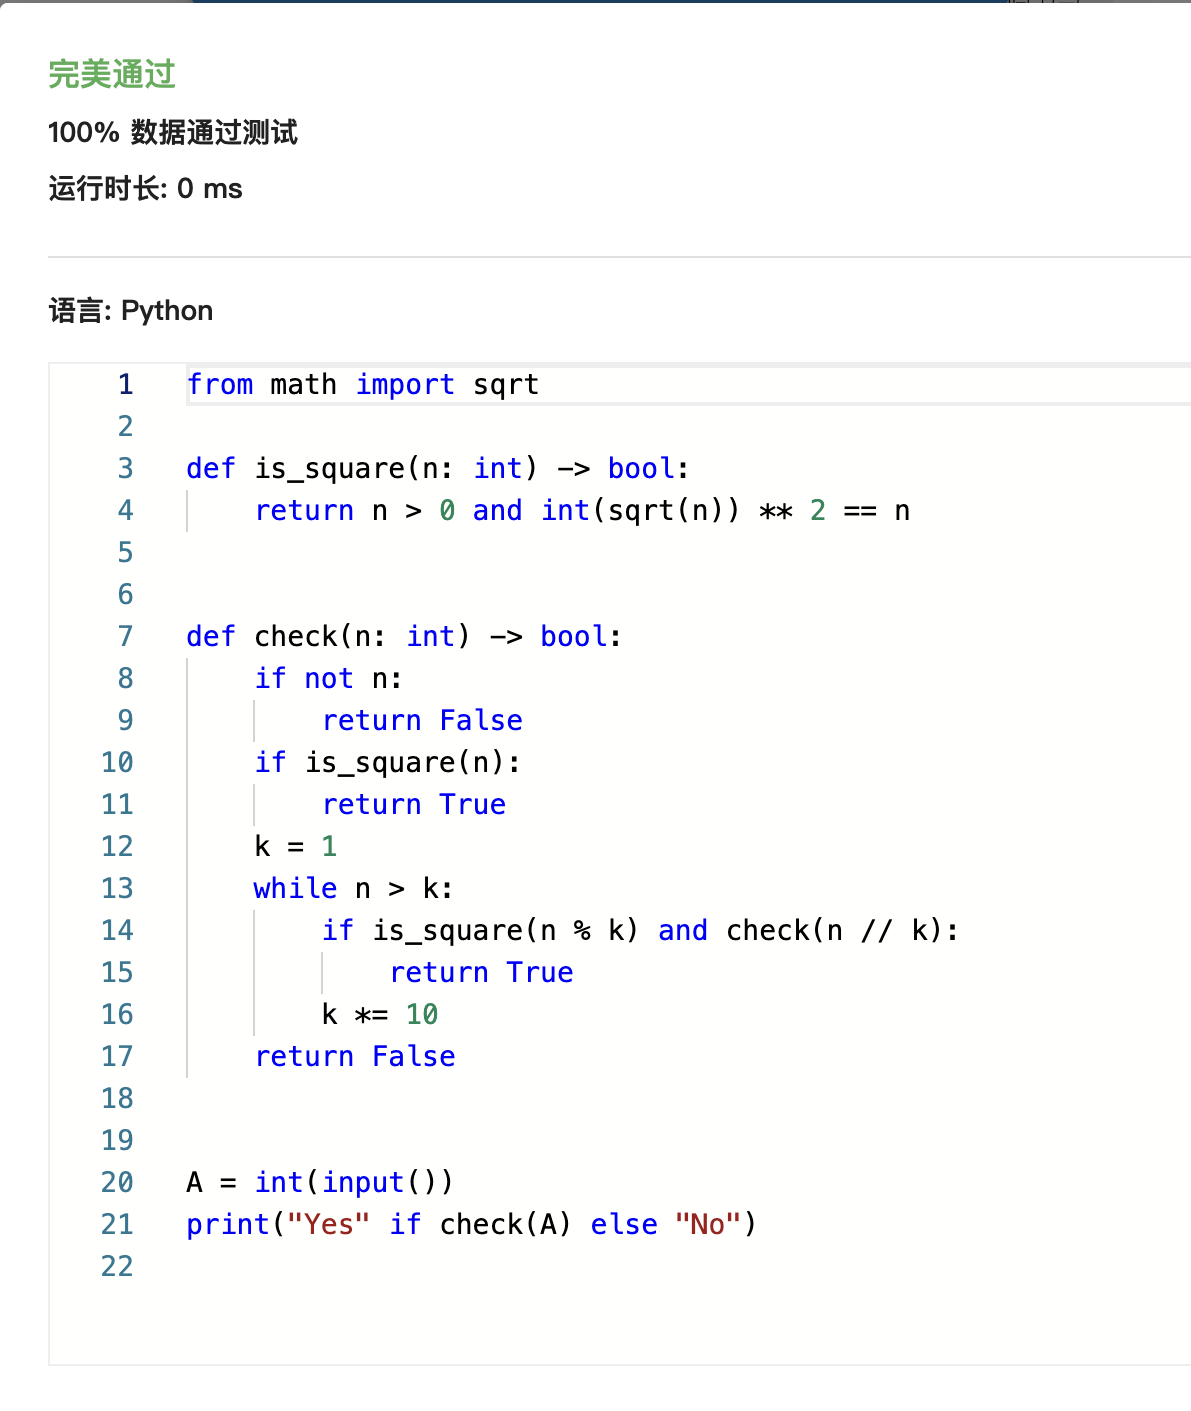 完美通过
100% 数据通过测试
运行时长: 0 ms
语言: Python
1 from math import sqrt
2
3 def is_square(n: int) -> bool:
4     return n > 0 and int(sqrt(n)) ** 2 == n
5
6
7 def check(n: int) -> bool:
8     if not n:
9         return False
10     if is_square(n):
11         return True
12     k = 1
13     while n > k:
14         if is_square(n % k) and check(n // k):
15             return True
16         k *= 10
17     return False
18
19
20 A = int(input())
21 print("Yes" if check(A) else "No")
22